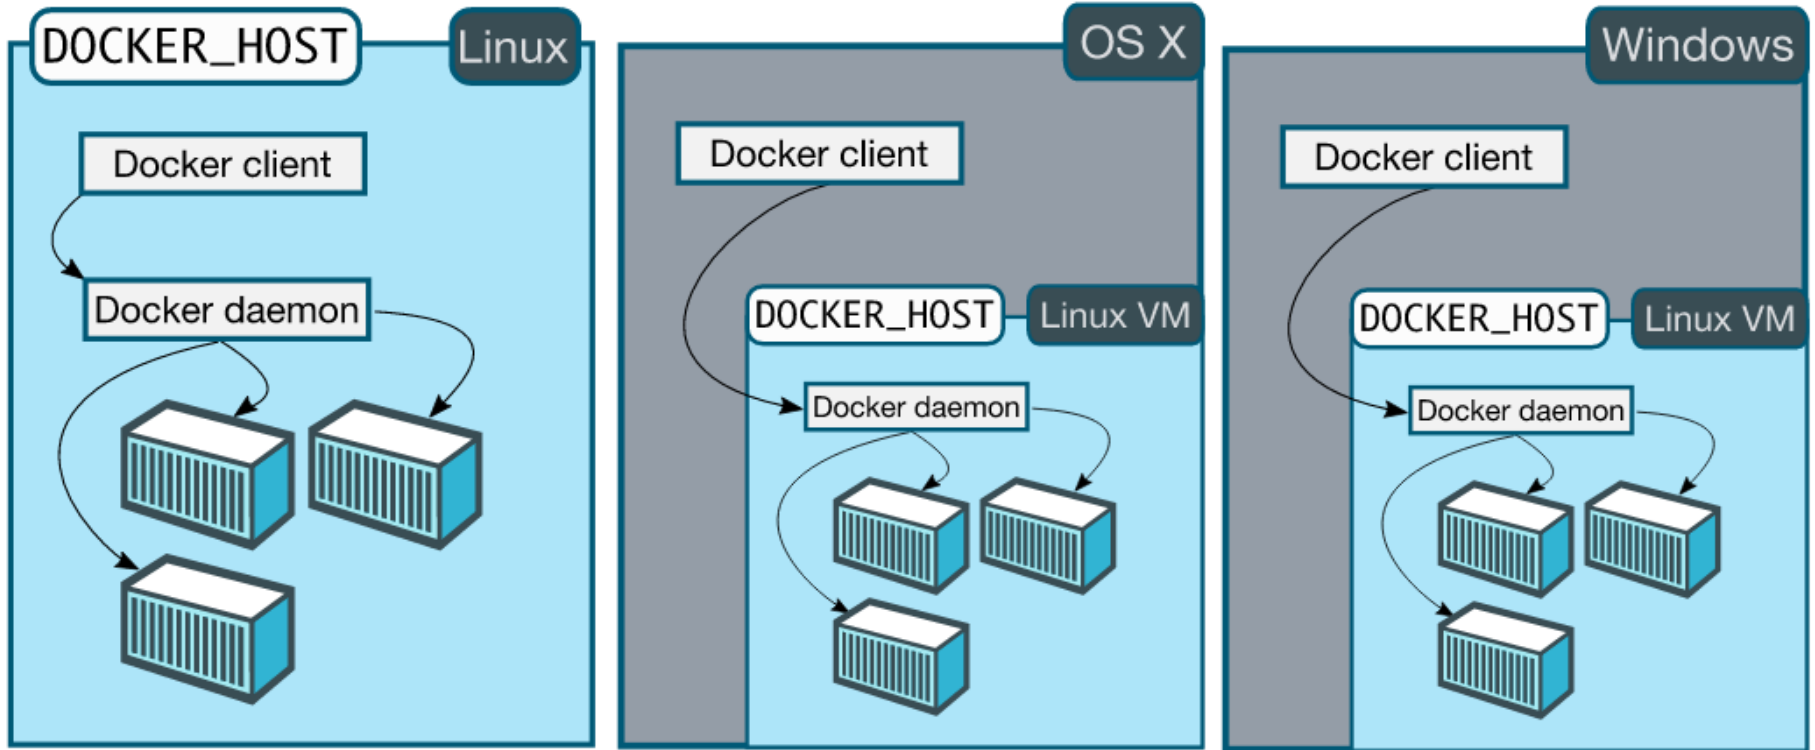 DOCKER_HOST
Linux
Docker client
Docker daemon
OS X
Docker client
DOCKER_HOST
Linux VM
Docker daemon
Windows
Docker client
DOCKER_HOST
Linux VM
Docker daemon